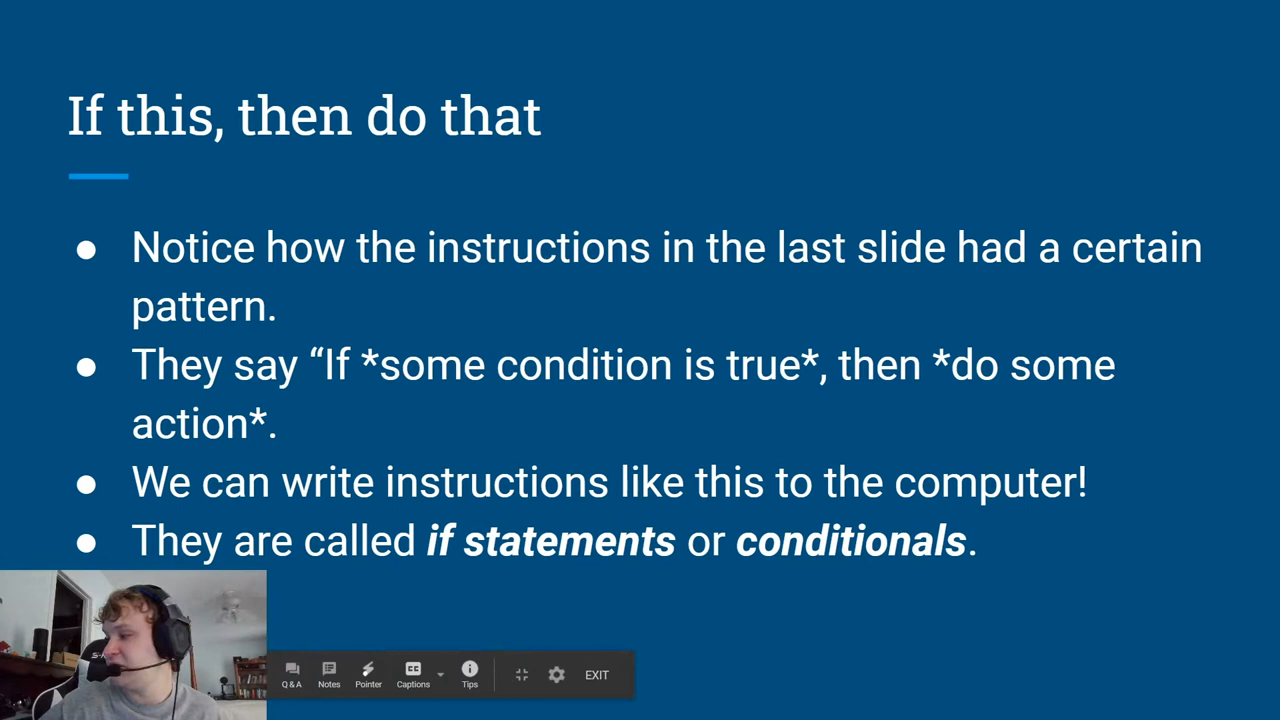 If this, then do that
● Notice how the instructions in the last slide had a certain
pattern.
● They say “If *some condition is true*, then *do some
action*.
● We can write instructions like this to the computer!
● They are called if statements or conditionals.
Q & A Notes Pointer Captions Tips EXIT